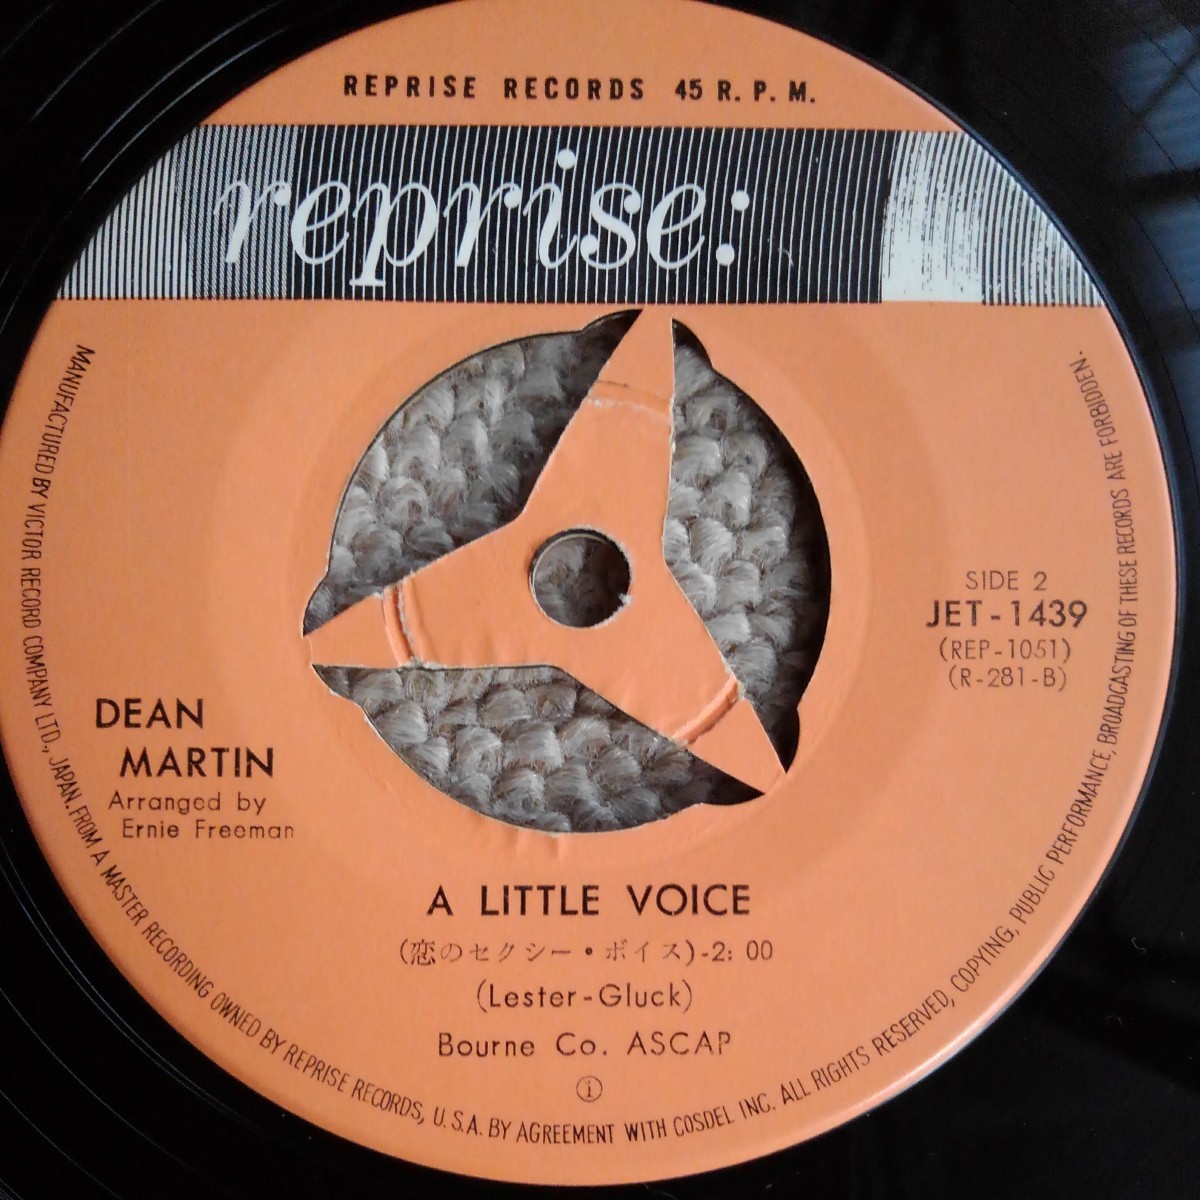 REPRISE RECORDS 45 R. P. M.
reprise:
SIDE 2
JET-1439
(REP-1051)
(R-281-B)
DEAN
MARTIN
Arranged by
Ernie Freeman
A LITTLE VOICE
(恋のセクシー・ボイス)-2: 00
(Lester-Gluck)
Bourne Co. ASCAP
i
MANUFACTURED BY VICTOR RECORD COMPANY LTD., JAPAN. FROM A MASTER RECORDING OWNED BY REPRISE RECORDS, U.S.A. BY AGREEMENT WITH COSDEL INC. ALL RIGHTS RESERVED, COPYING, PUBLIC PERFORMANCE, BROADCASTING OF THESE RECORDS ARE FORBIDDEN.